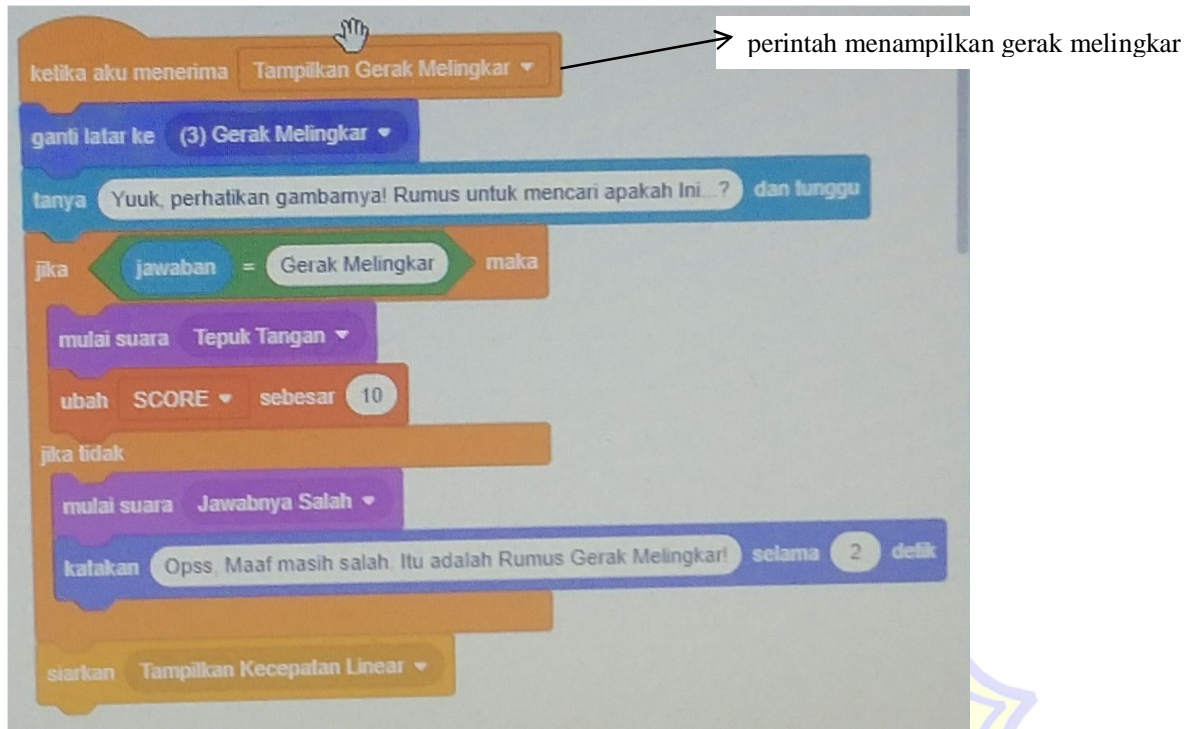 perintah menampilkan gerak melingkar
ketika aku menerima Tampilkan Gerak Melingkar
ganti latar ke (3) Gerak Melingkar
tanya Yuuk, perhatikan gambarnya! Rumus untuk mencari apakah Ini...? dan tunggu
jika jawaban = Gerak Melingkar maka
mulai suara Tepuk Tangan
ubah SCORE sebesar 10
jika tidak
mulai suara Jawabnya Salah
katakan Opss, Maaf masih salah. Itu adalah Rumus Gerak Melingkar! selama 2 detik
siarkan Tampilkan Kecepatan Linear